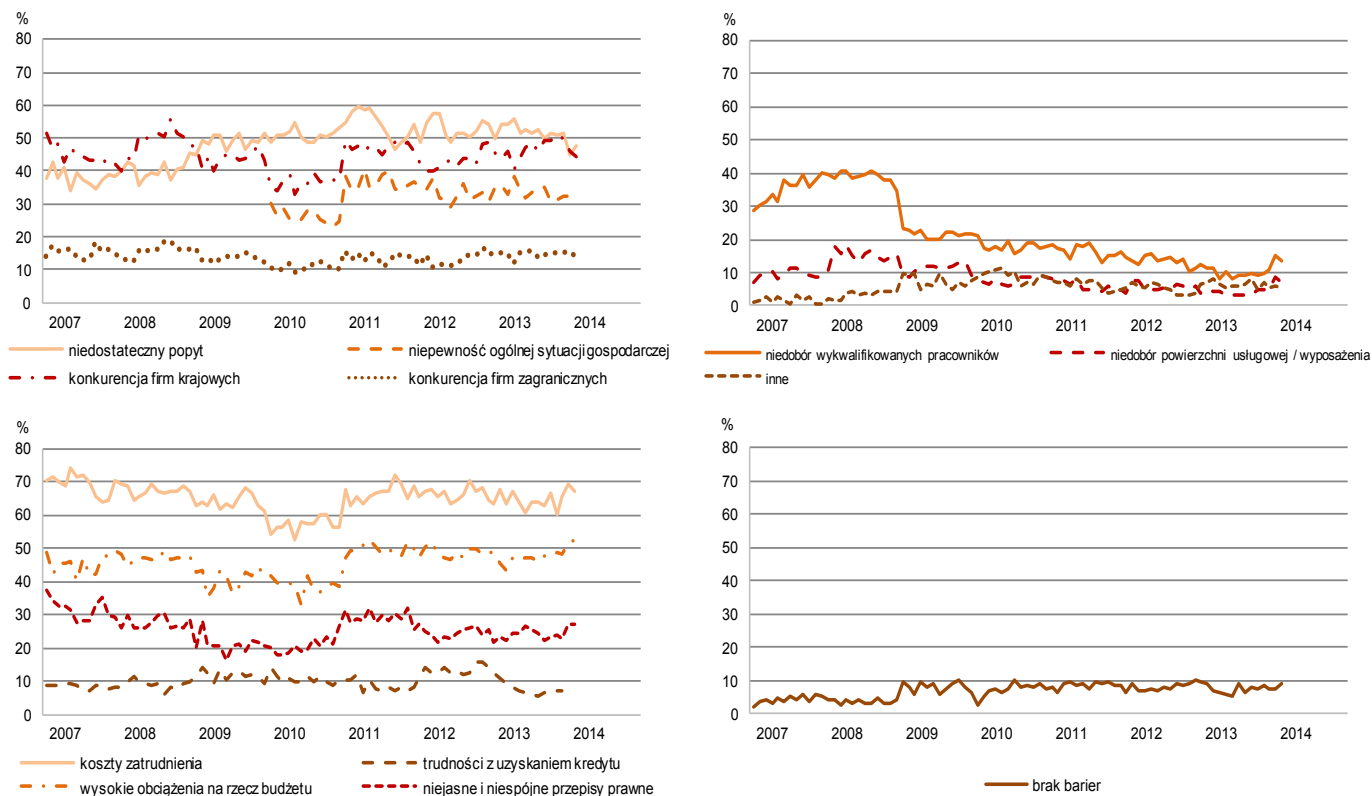 %
80
70
60
50
40
30
20
10
0
2007 2008 2009 2010 2011 2012 2013 2014
niedostateczny popyt
niepewność ogólnej sytuacji gospodarczej
konkurencja firm krajowych
konkurencja firm zagranicznych
%
80
70
60
50
40
30
20
10
0
2007 2008 2009 2010 2011 2012 2013 2014
niedobór wykwalifikowanych pracowników
niedobór powierzchni usługowej / wyposażenia
inne
%
80
70
60
50
40
30
20
10
0
2007 2008 2009 2010 2011 2012 2013 2014
koszty zatrudnienia
trudności z uzyskaniem kredytu
wysokie obciążenia na rzecz budżetu
niejasne i niespójne przepisy prawne
%
80
70
60
50
40
30
20
10
0
2007 2008 2009 2010 2011 2012 2013 2014
brak barier